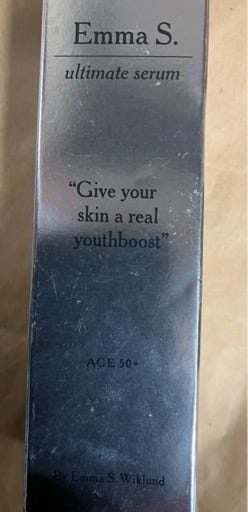 Emma S.
ultimate serum
“Give your
skin a real
youthboost”
AGE 50+
By Emma S. Wiklund